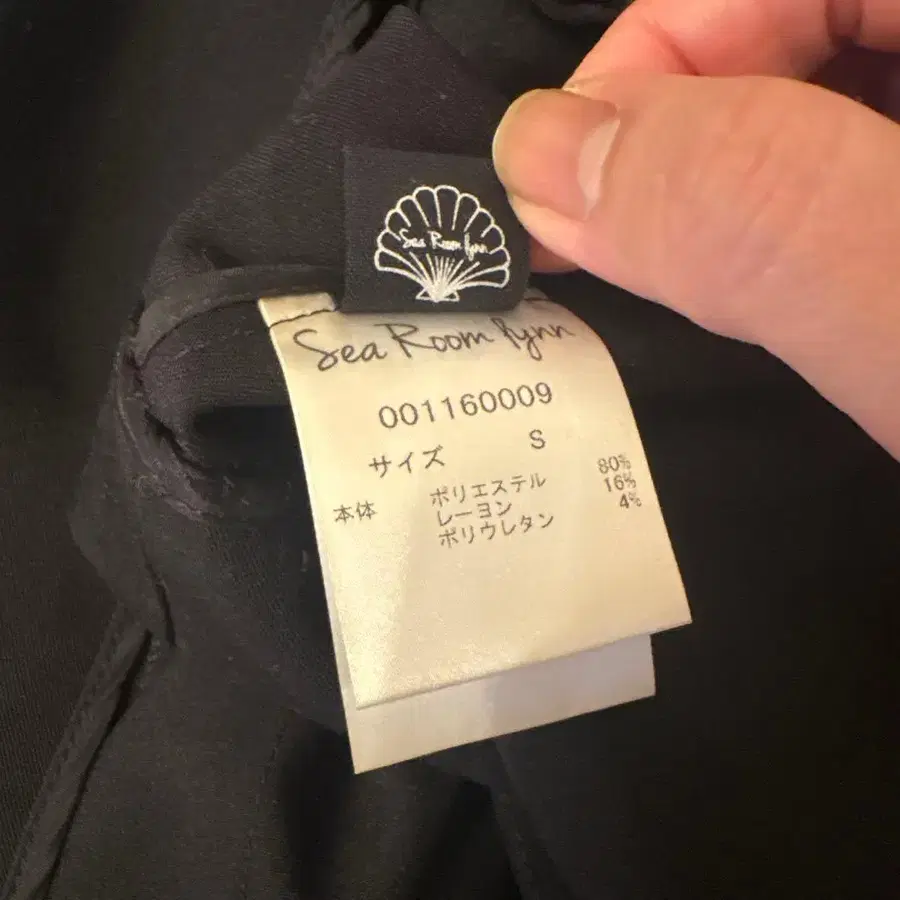 Sea Room lynn
Sea Room lynn
001160009
サイズ S
本体 ポリエステル 80%
レーヨン 16%
ポリウレタン 4%